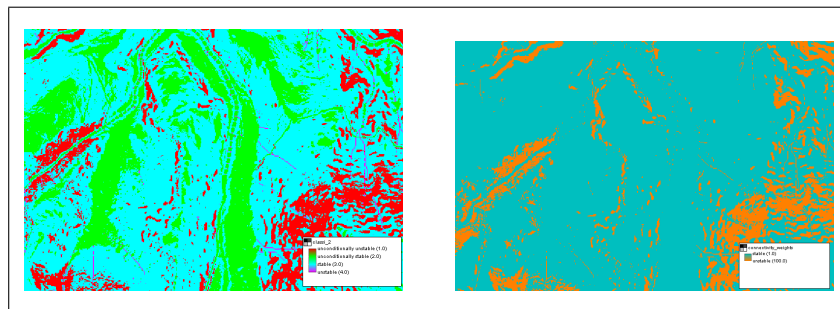 class_2
unconditionally unstable (1.0)
unconditionally stable (2.0)
stable (3.0)
unstable (4.0)
connectivity_weights
stable (1.0)
unstable (100.0)